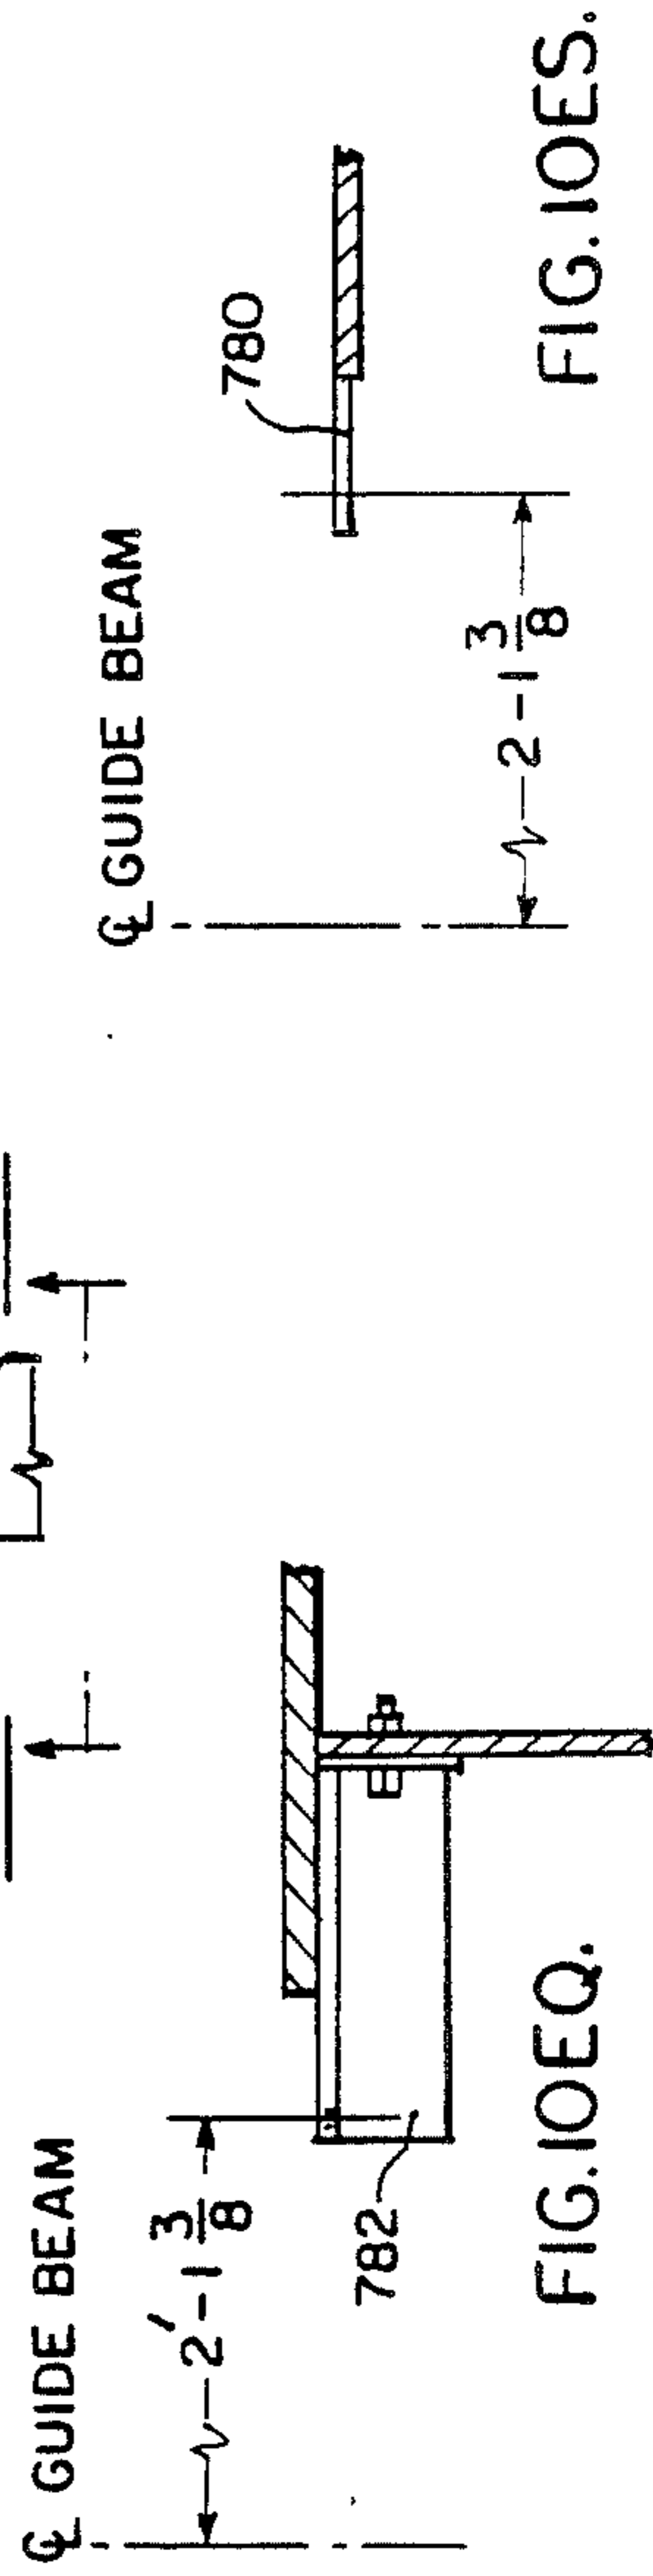 ℄ GUIDE BEAM
2'-1 3/8
782
FIG.10EQ.
℄ GUIDE BEAM
780
2-1 3/8
FIG.10ES.